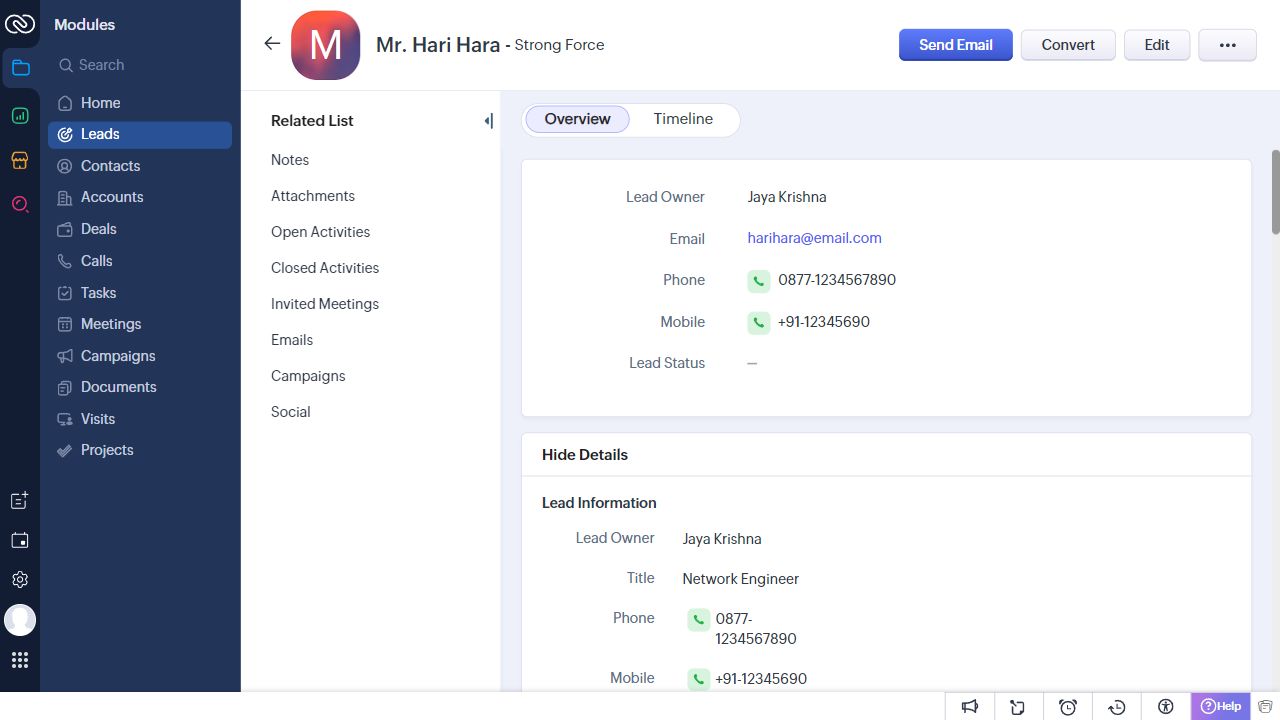 Modules
Search
Home
Leads
Contacts
Accounts
Deals
Calls
Tasks
Meetings
Campaigns
Documents
Visits
Projects
M
Mr. Hari Hara - Strong Force
Send Email
Convert
Edit
Related List
Notes
Attachments
Open Activities
Closed Activities
Invited Meetings
Emails
Campaigns
Social
Overview
Timeline
Lead Owner Jaya Krishna
Email harihara@email.com
Phone 0877-1234567890
Mobile +91-12345690
Lead Status —
Hide Details
Lead Information
Lead Owner Jaya Krishna
Title Network Engineer
Phone 0877-
1234567890
Mobile +91-12345690
Help